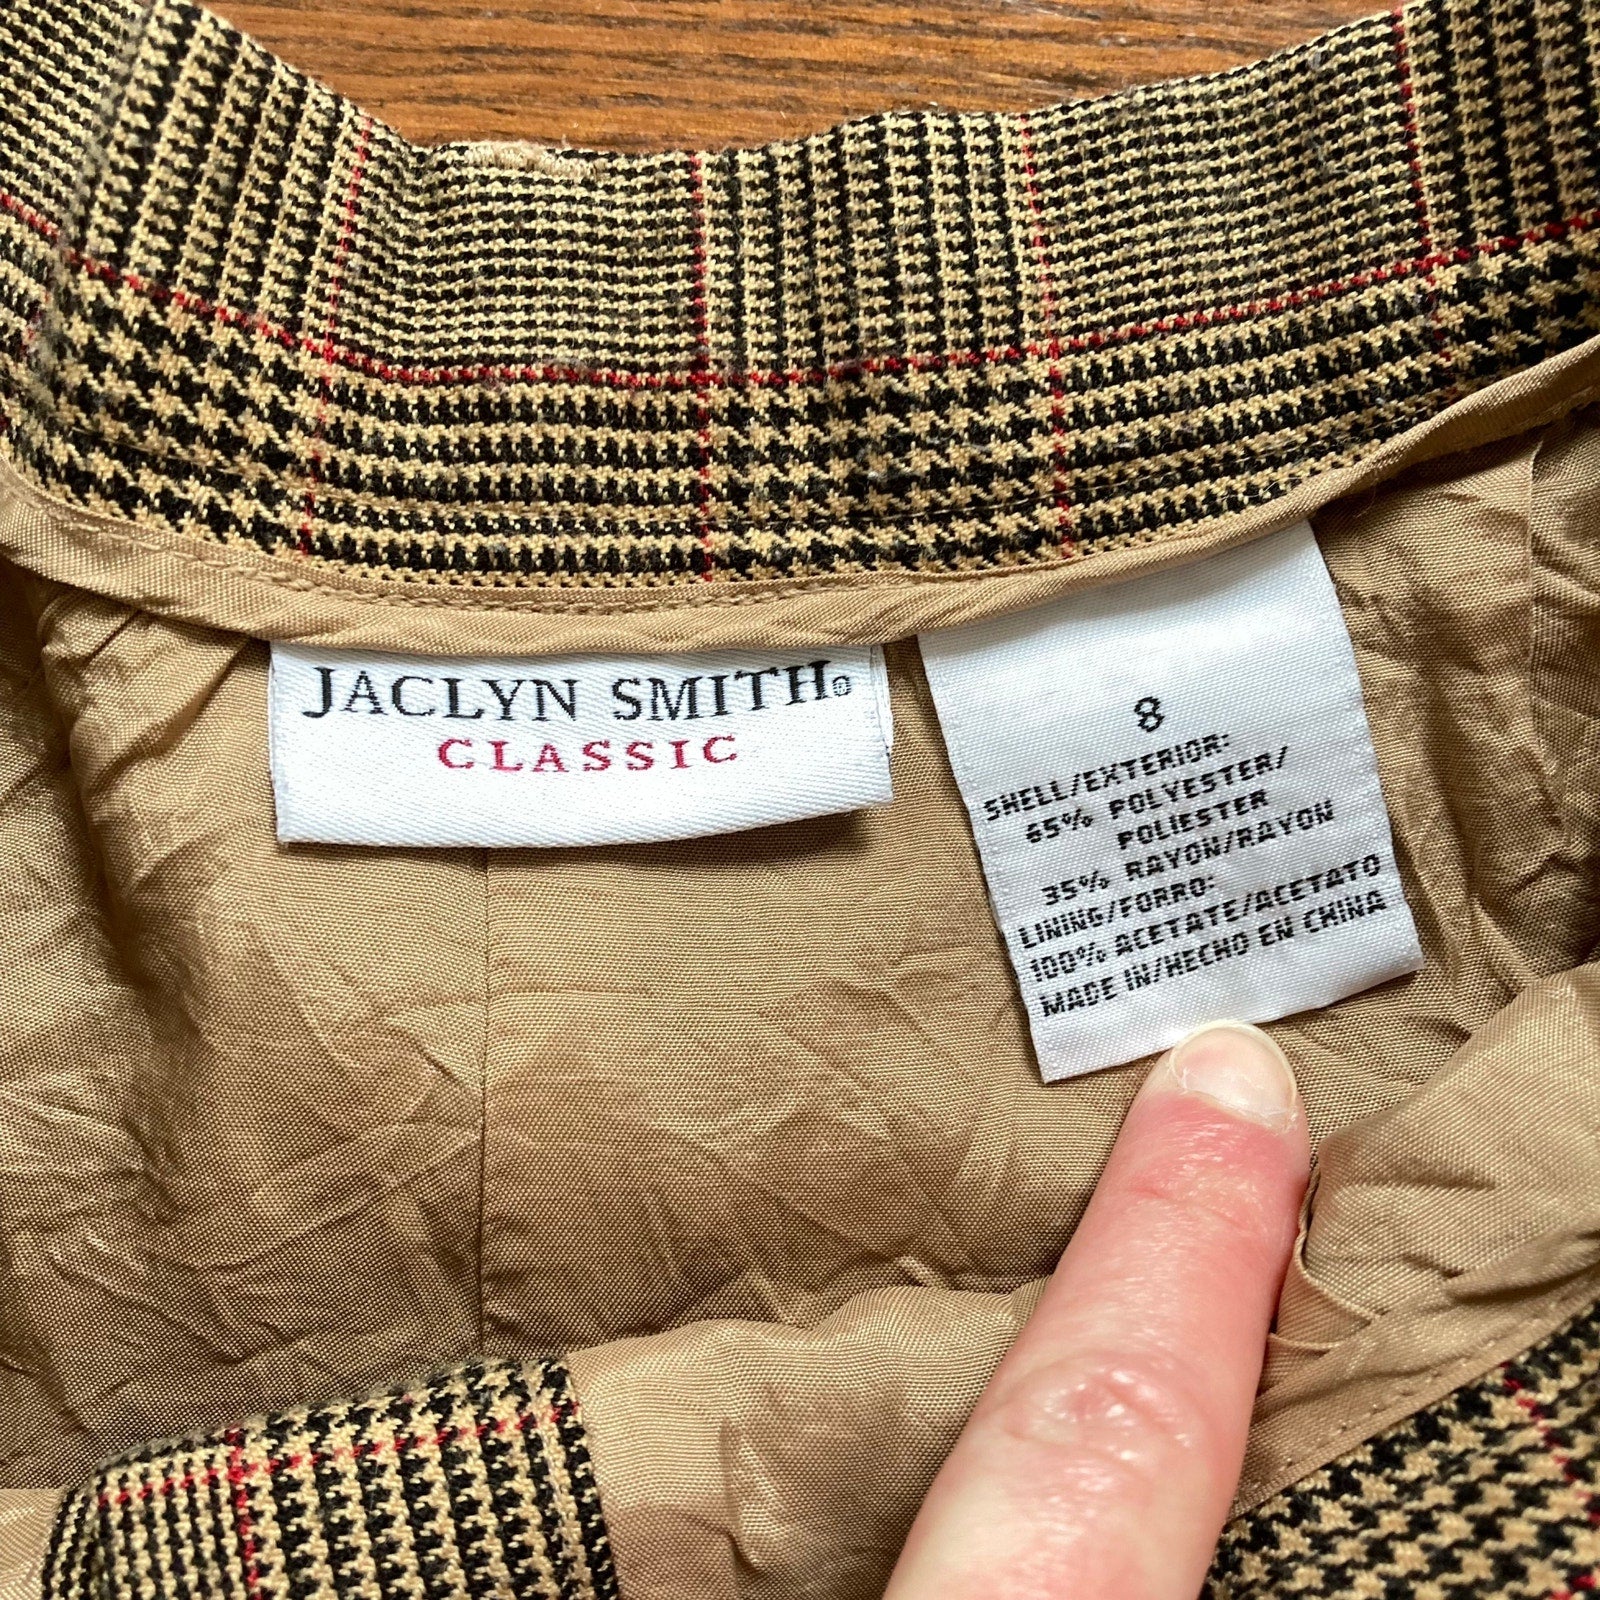 JACLYN SMITH®
CLASSIC
8
SHELL/EXTERIOR:
65% POLYESTER/
POLIESTER
35% RAYON/RAYON
LINING/FORRO:
100% ACETATE/ACETATO
MADE IN/HECHO EN CHINA